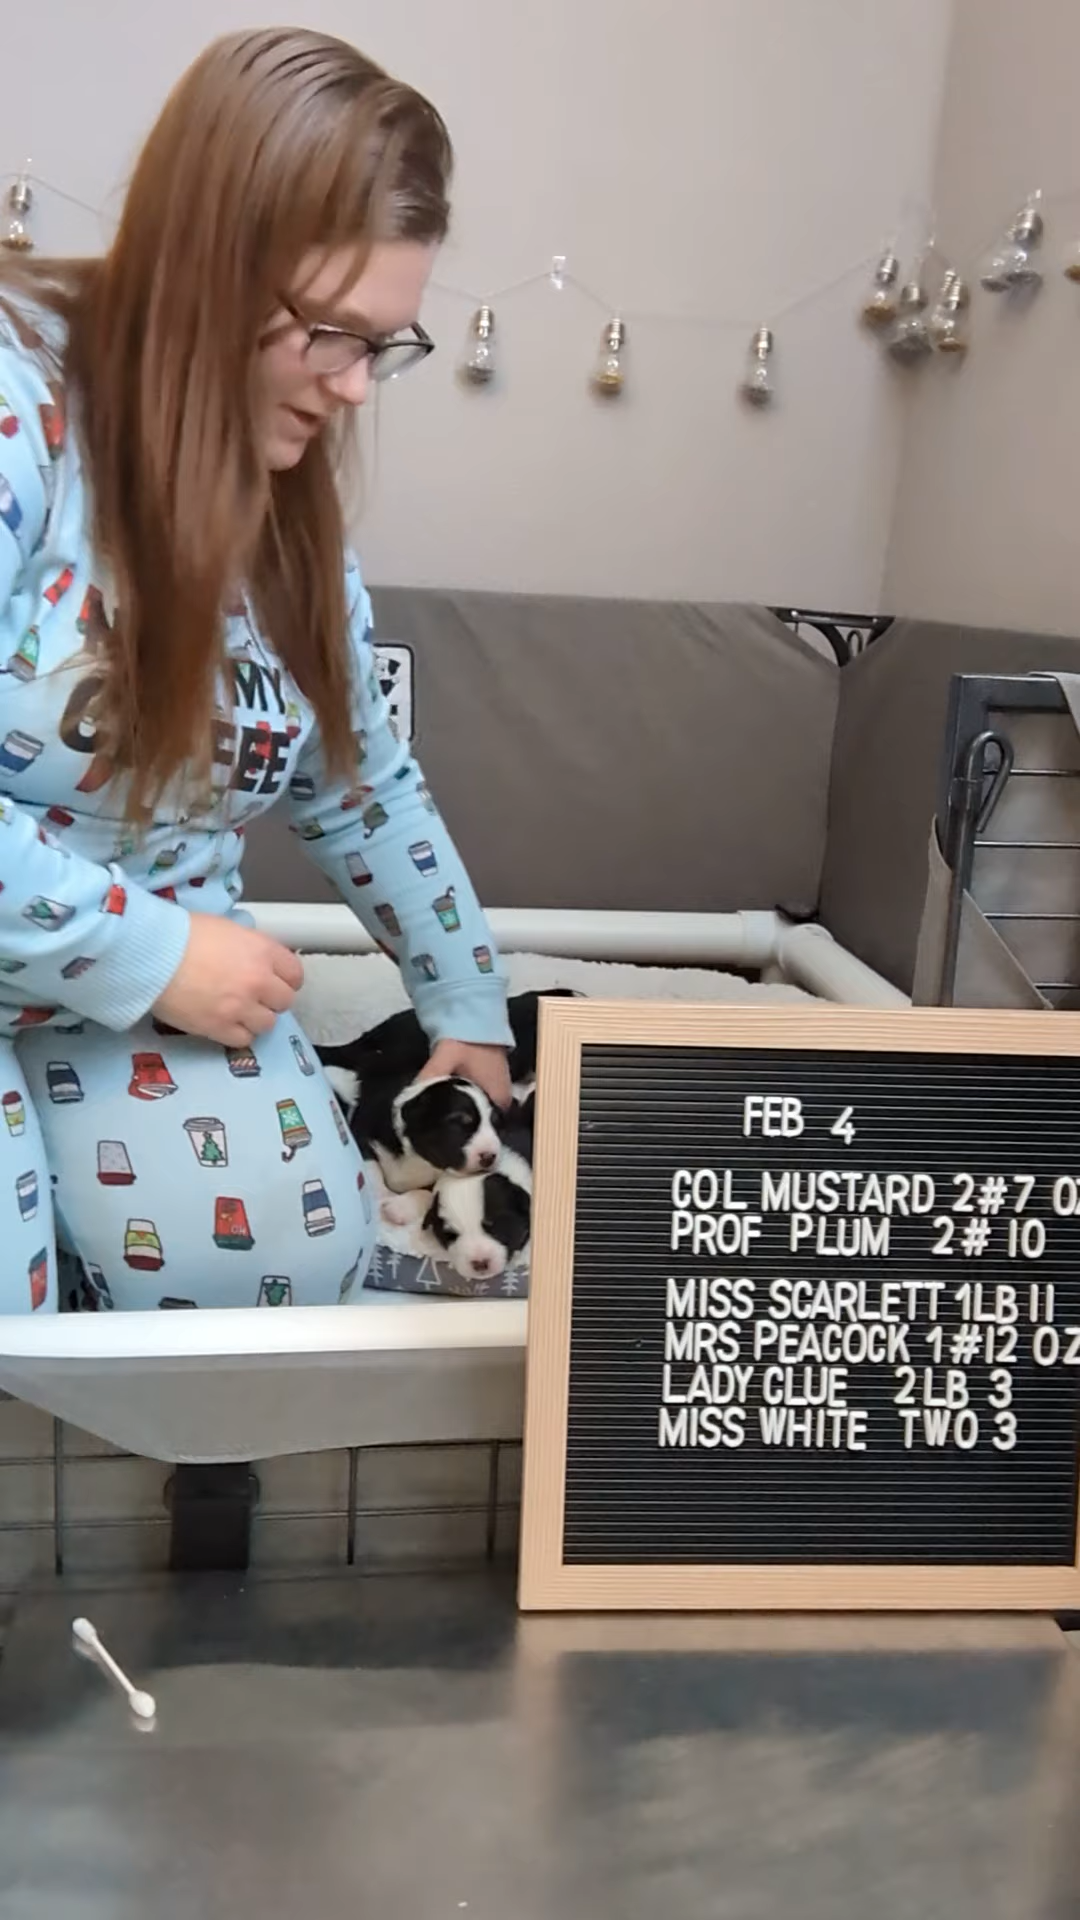 MY
FEB 4
COL MUSTARD 2#7 OZ
PROF PLUM 2# 10
MISS SCARLETT 1LB 11
MRS PEACOCK 1#12 OZ
LADY CLUE 2LB 3
MISS WHITE TWO 3